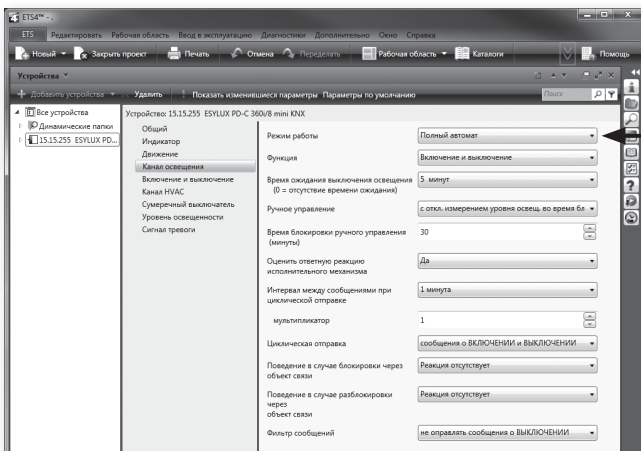 ETS4™ - .
ETS Редактировать Рабочая область Ввод в эксплуатацию Диагностики Дополнительно Окно Справка
Новый Закрыть проект Печать Отмена Переделать Рабочая область Каталоги Помощь
Устройства
Добавить устройства Удалить Показать изменившиеся параметры Параметры по умолчанию Поиск
Все устройства
Динамические папки
15.15.255 ESYLUX PD...
Устройство: 15.15.255 ESYLUX PD-C 360i/8 mini KNX
Общий
Индикатор
Движение
Канал освещения
Включение и выключение
Канал HVAC
Сумеречный выключатель
Уровень освещенности
Сигнал тревоги
Режим работы Полный автомат
Функция Включение и выключение
Время ожидания выключения освещения 5 минут
(0 = отсутствие времени ожидания)
Ручное управление с откл. измерением уровня освещ. во время бл
Время блокировки ручного управления 30
(минуты)
Оценить ответную реакцию Да
исполнительного механизма
Интервал между сообщениями при 1 минута
циклической отправке
мультипликатор 1
Циклическая отправка сообщения о ВКЛЮЧЕНИИ и ВЫКЛЮЧЕНИИ
Поведение в случае блокировки через Реакция отсутствует
объект связи
Поведение в случае разблокировки Реакция отсутствует
через
объект связи
Фильтр сообщений не оправлять сообщения о ВЫКЛЮЧЕНИИ